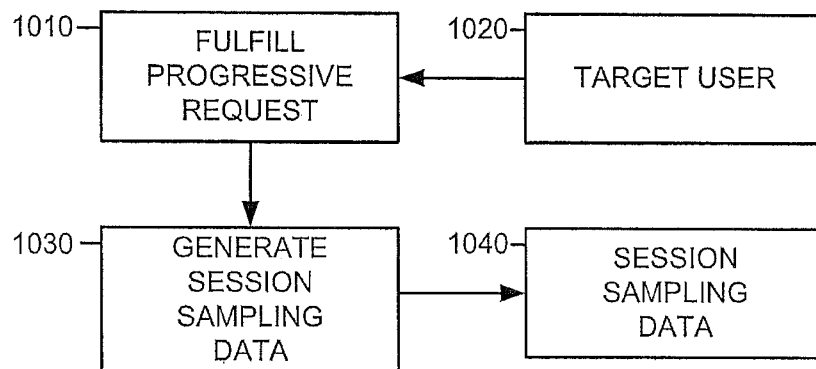 1010
FULFILL
PROGRESSIVE
REQUEST
1020
TARGET USER
1030
GENERATE
SESSION
SAMPLING
DATA
1040
SESSION
SAMPLING
DATA